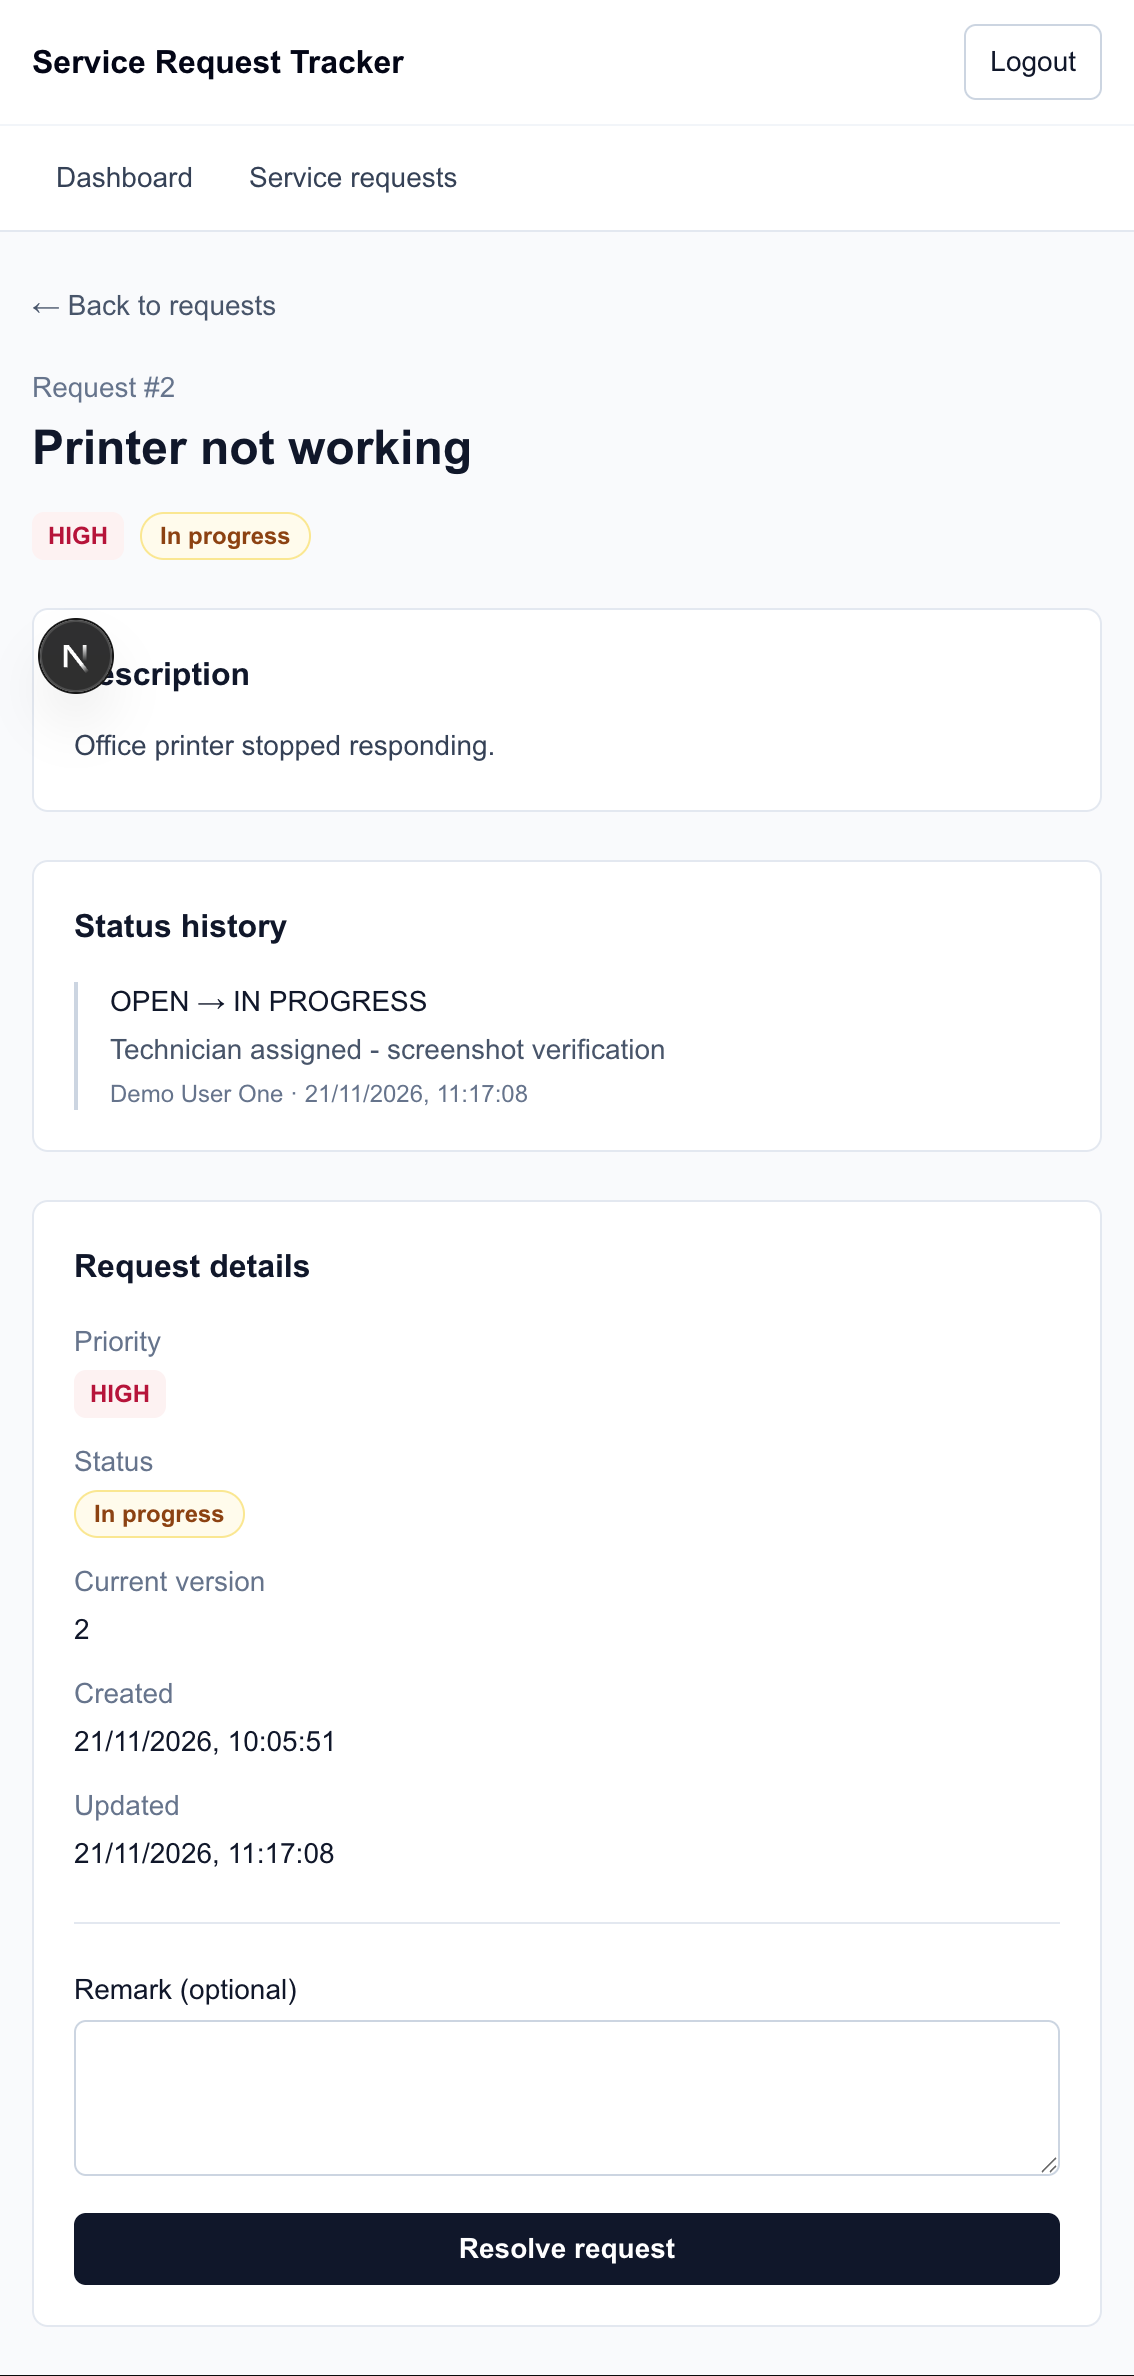 Service Request Tracker
Logout
Dashboard
Service requests
← Back to requests
Request #2
Printer not working
HIGH
In progress
N
escription
Office printer stopped responding.
Status history
OPEN → IN PROGRESS
Technician assigned - screenshot verification
Demo User One · 21/11/2026, 11:17:08
Request details
Priority
HIGH
Status
In progress
Current version
2
Created
21/11/2026, 10:05:51
Updated
21/11/2026, 11:17:08
Remark (optional)
Resolve request